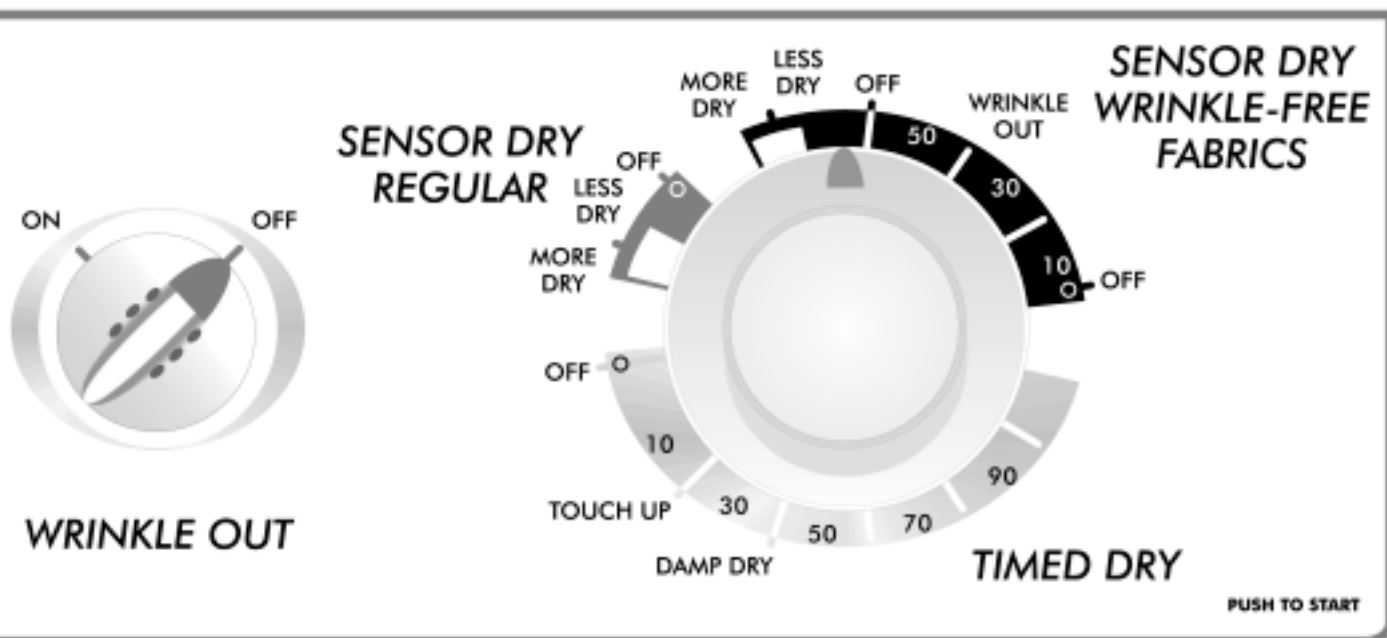 ON
OFF
WRINKLE OUT
SENSOR DRY
REGULAR
OFF
LESS
DRY
MORE
DRY
MORE
DRY
LESS
DRY
OFF
50
WRINKLE
OUT
30
10
OFF
SENSOR DRY
WRINKLE-FREE
FABRICS
OFF
10
TOUCH UP
30
DAMP DRY
50
70
90
TIMED DRY
PUSH TO START